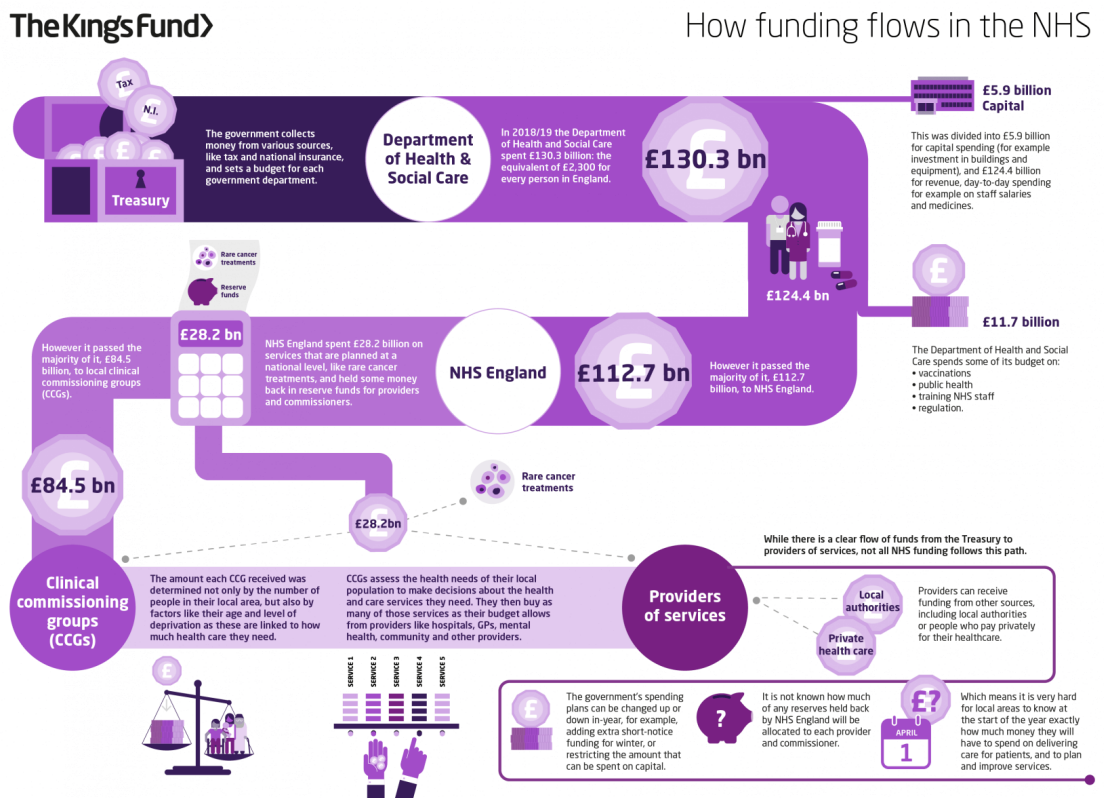 The King's Fund>
How funding flows in the NHS
Tax
N.I.
Treasury
The government collects
money from various sources,
like tax and national insurance,
and sets a budget for each
government department.
Department
of Health &
Social Care
In 2018/19 the Department
of Health and Social Care
spent £130.3 billion: the
equivalent of £2,300 for
every person in England.
£130.3 bn
£5.9 billion
Capital
This was divided into £5.9 billion
for capital spending (for example
investment in buildings and
equipment), and £124.4 billion
for revenue, day-to-day spending
for example on staff salaries
and medicines.
£124.4 bn
£
£11.7 billion
The Department of Health and Social
Care spends some of its budget on:
• vaccinations
• public health
• training NHS staff
• regulation.
However it passed the
majority of it, £112.7
billion, to NHS England.
£112.7 bn
NHS England
NHS England spent £28.2 billion on
services that are planned at a
national level, like rare cancer
treatments, and held some money
back in reserve funds for providers
and commissioners.
Rare cancer
treatments
Reserve
funds
£28.2 bn
However it passed the
majority of it, £84.5
billion, to local clinical
commissioning groups
(CCGs).
£84.5 bn
£28.2bn
Rare cancer
treatments
Clinical
commissioning
groups
(CCGs)
The amount each CCG received was
determined not only by the number of
people in their local area, but also by
factors like their age and level of
deprivation as these are linked to how
much health care they need.
CCGs assess the health needs of their local
population to make decisions about the health
and care services they need. They then buy as
many of those services as their budget allows
from providers like hospitals, GPs, mental
health, community and other providers.
Providers
of services
While there is a clear flow of funds from the Treasury to
providers of services, not all NHS funding follows this path.
Local
authorities
Private
health care
Providers can receive
funding from other sources,
including local authorities
or people who pay privately
for their healthcare.
£
SERVICE 1
SERVICE 2
SERVICE 3
SERVICE 4
SERVICE 5
£
The government's spending
plans can be changed up or
down in-year, for example,
adding extra short-notice
funding for winter, or
restricting the amount that
can be spent on capital.
?
It is not known how much
of any reserves held back
by NHS England will be
allocated to each provider
and commissioner.
£?
APRIL
1
Which means it is very hard
for local areas to know at
the start of the year exactly
how much money they will
have to spend on delivering
care for patients, and to plan
and improve services.